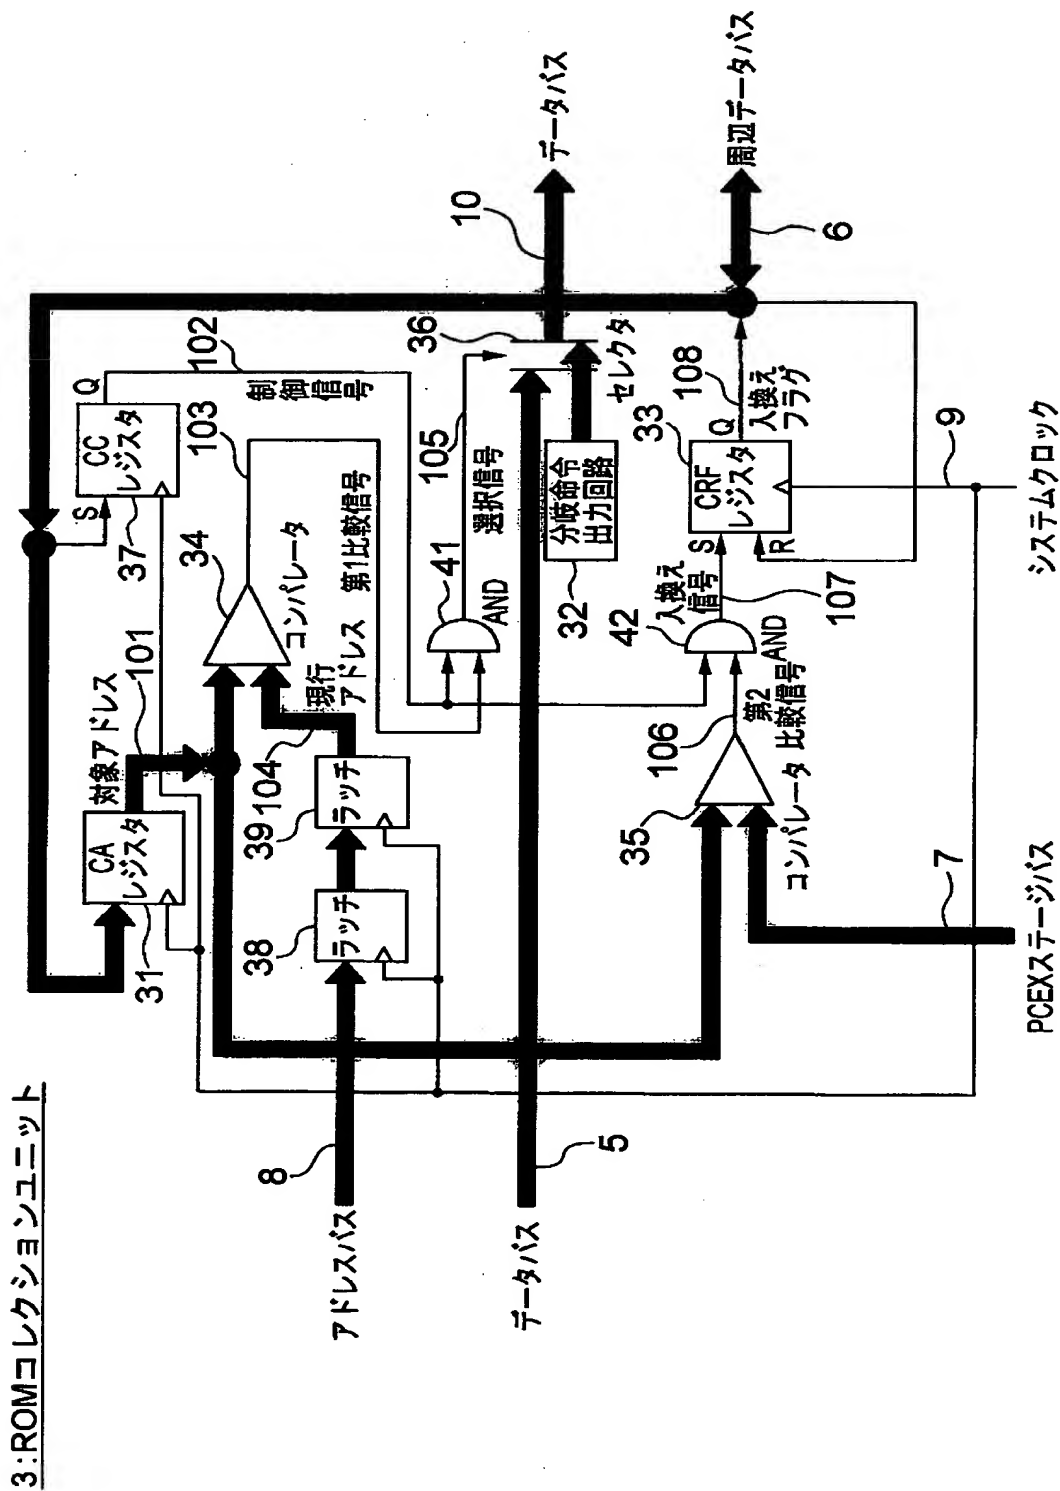 3:ROMコレクションユニット
対象アドレス
101
CA
レジスタ
31
S
CC
レジスタ
37
Q
102
制御信号
103
34
コンパレータ
第1比較信号
現行
アドレス
104
39
ラッチ
38
ラッチ
8
アドレスバス
41
AND
105
選択信号
36
セレクタ
10
データバス
分岐命令
出力回路
32
5
データバス
35
コンパレータ
106
第2
比較信号
42
AND
入換え
信号
107
33
CRF
レジスタ
S
R
Q
108
入換え
フラグ
周辺データバス
6
9
システムクロック
7
PCEXステージバス